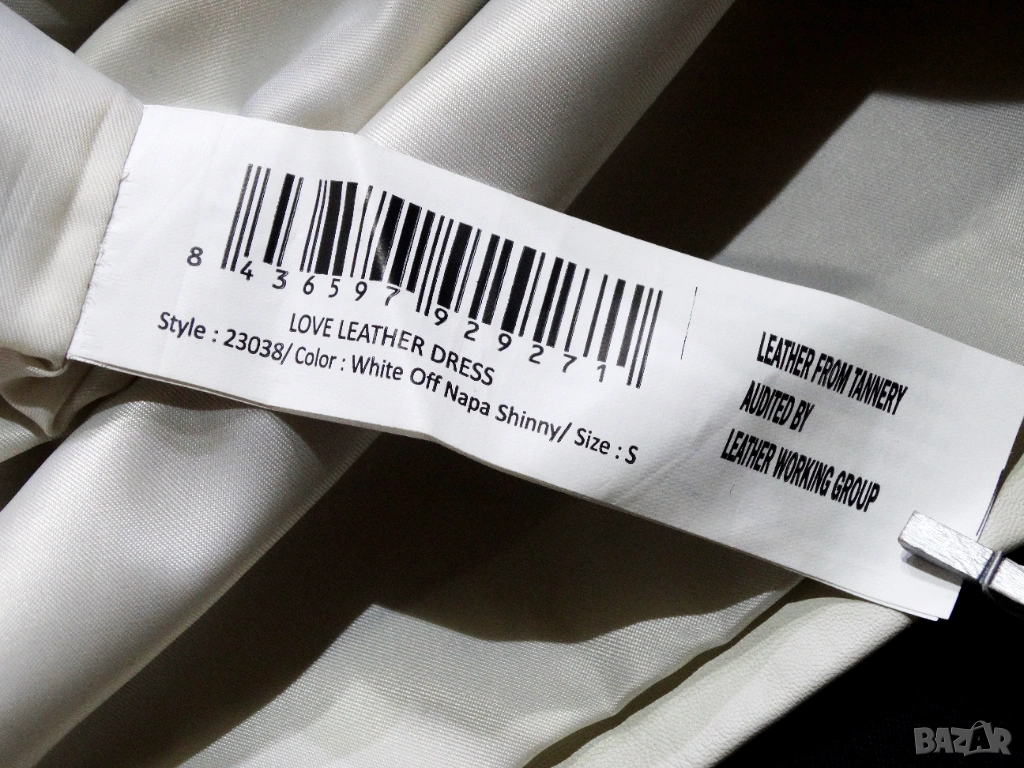 8 436597 929271
LOVE LEATHER DRESS
Style : 23038/ Color : White Off Napa Shinny/ Size : S
LEATHER FROM TANNERY
AUDITED BY
LEATHER WORKING GROUP
BAZAR